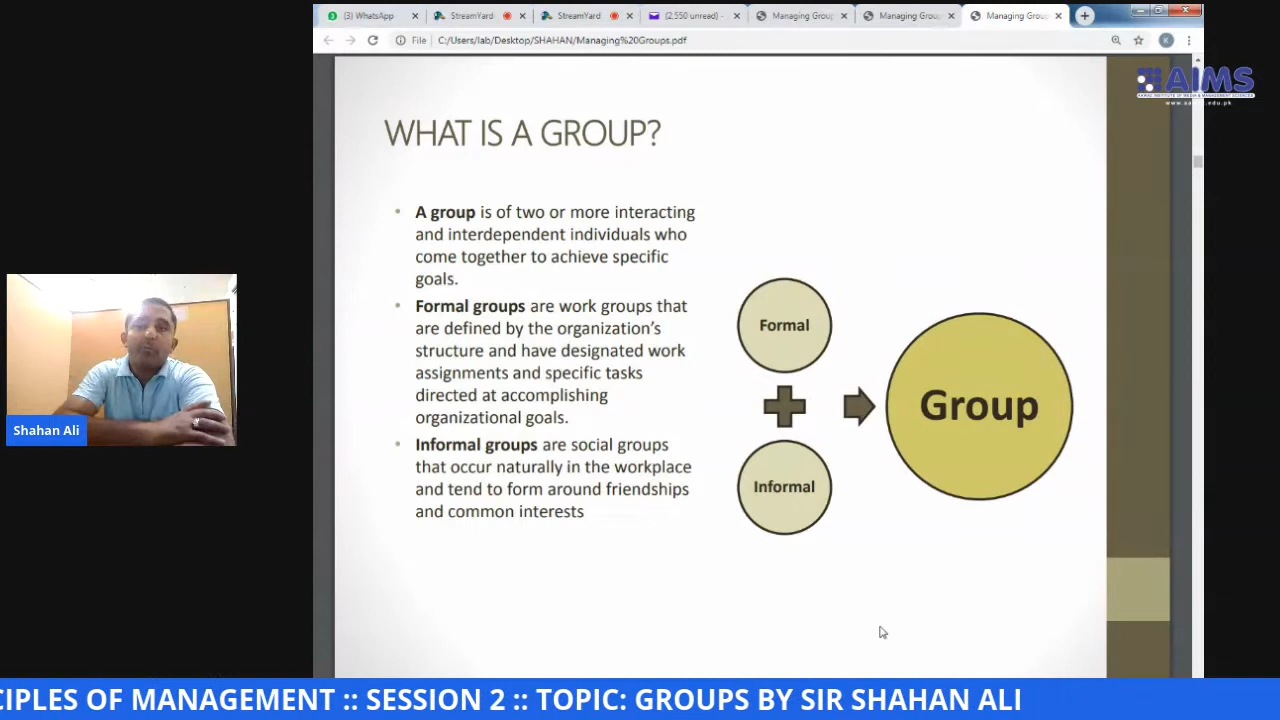 (3) WhatsApp
StreamYard
StreamYard
(2,550 unread) -
Managing Group
Managing Group
Managing Group
File
C:/Users/lab/Desktop/SHAHAN/Managing%20Groups.pdf
K
AIMS
WHAT IS A GROUP?
• A group is of two or more interacting
and interdependent individuals who
come together to achieve specific
goals.
• Formal groups are work groups that
are defined by the organization's
structure and have designated work
assignments and specific tasks
directed at accomplishing
organizational goals.
• Informal groups are social groups
that occur naturally in the workplace
and tend to form around friendships
and common interests
Formal
Informal
Group
Shahan Ali
CIPLES OF MANAGEMENT :: SESSION 2 :: TOPIC: GROUPS BY SIR SHAHAN ALI